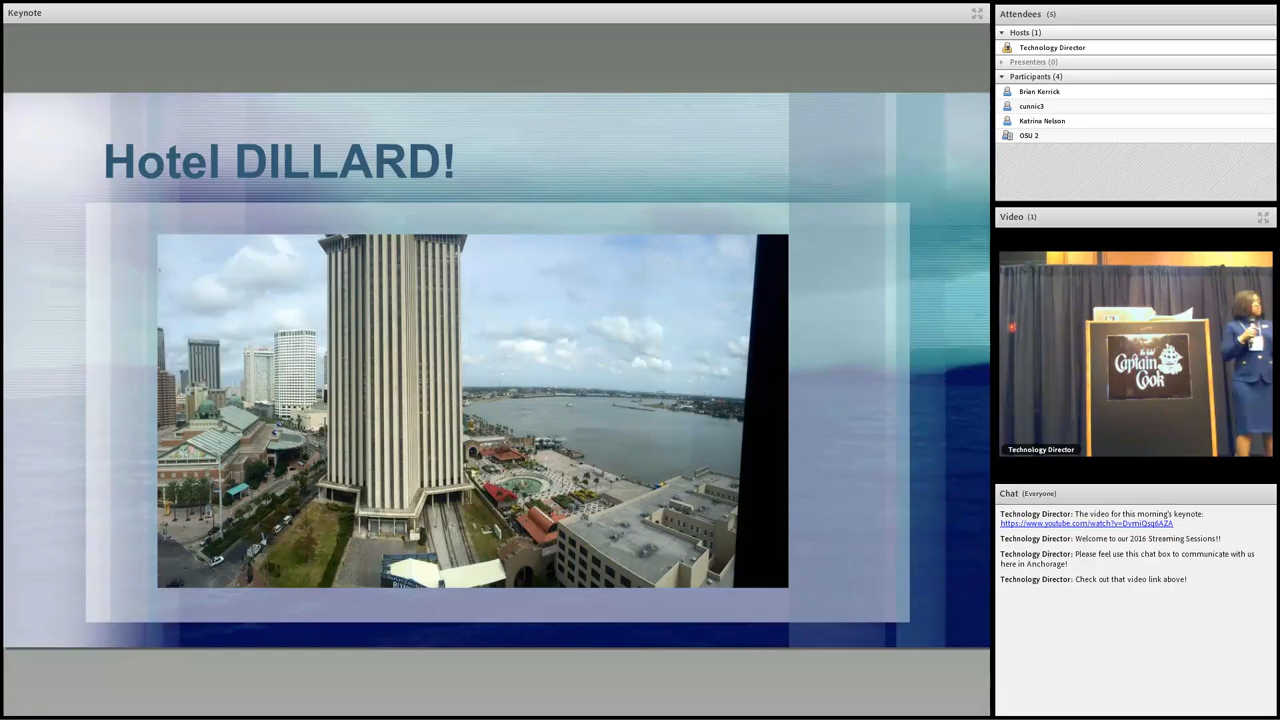 Keynote
Hotel DILLARD!
Attendees (5)
Hosts (1)
Technology Director
Presenters (0)
Participants (4)
Brian Kerrick
cunnic3
Katrina Nelson
OSU 2
Video (1)
Captain
Cook
Technology Director
Chat (Everyone)
Technology Director: The video for this morning's keynote:
https://www.youtube.com/watch?v=DvmiQsq6AZA
Technology Director: Welcome to our 2016 Streaming Sessions!!
Technology Director: Please feel use this chat box to communicate with us
here in Anchorage!
Technology Director: Check out that video link above!